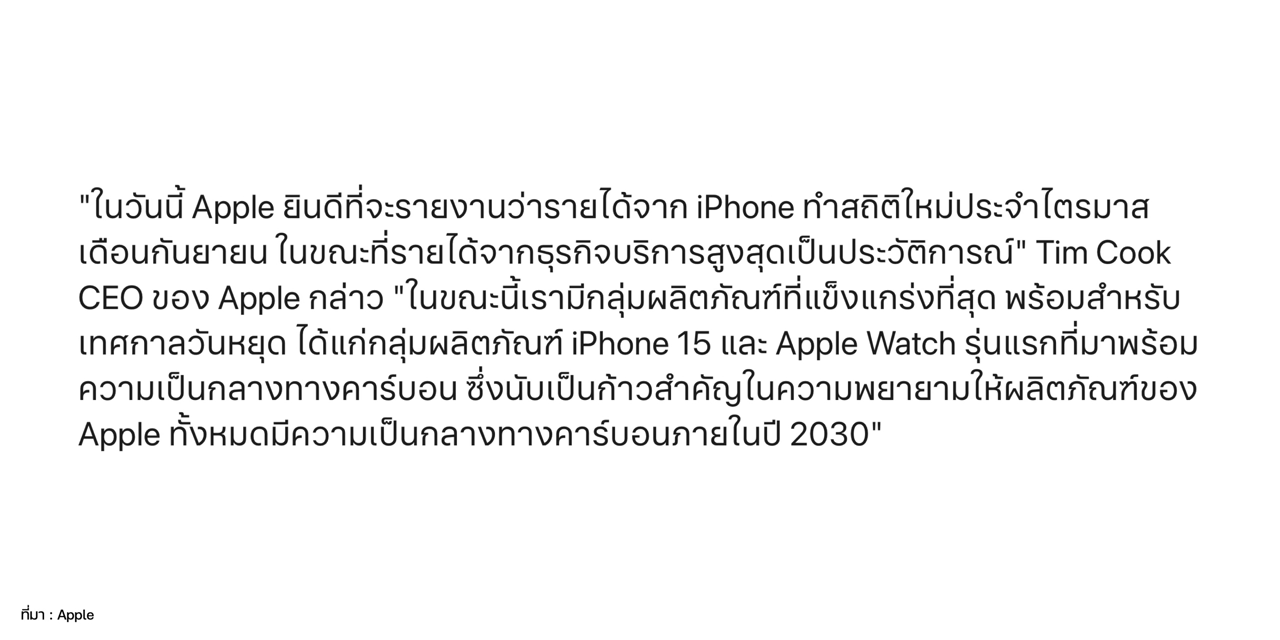 "ในวันนี้ Apple ยินดีที่จะรายงานว่ารายได้จาก iPhone ทำสถิติใหม่ประจำไตรมาส
เดือนกันยายน ในขณะที่รายได้จากธุรกิจบริการสูงสุดเป็นประวัติการณ์" Tim Cook
CEO ของ Apple กล่าว "ในขณะนี้เรามีกลุ่มผลิตภัณฑ์ที่แข็งแกร่งที่สุด พร้อมสำหรับ
เทศกาลวันหยุด ได้แก่กลุ่มผลิตภัณฑ์ iPhone 15 และ Apple Watch รุ่นแรกที่มาพร้อม
ความเป็นกลางทางคาร์บอน ซึ่งนับเป็นก้าวสำคัญในความพยายามให้ผลิตภัณฑ์ของ
Apple ทั้งหมดมีความเป็นกลางทางคาร์บอนภายในปี 2030"
ที่มา : Apple